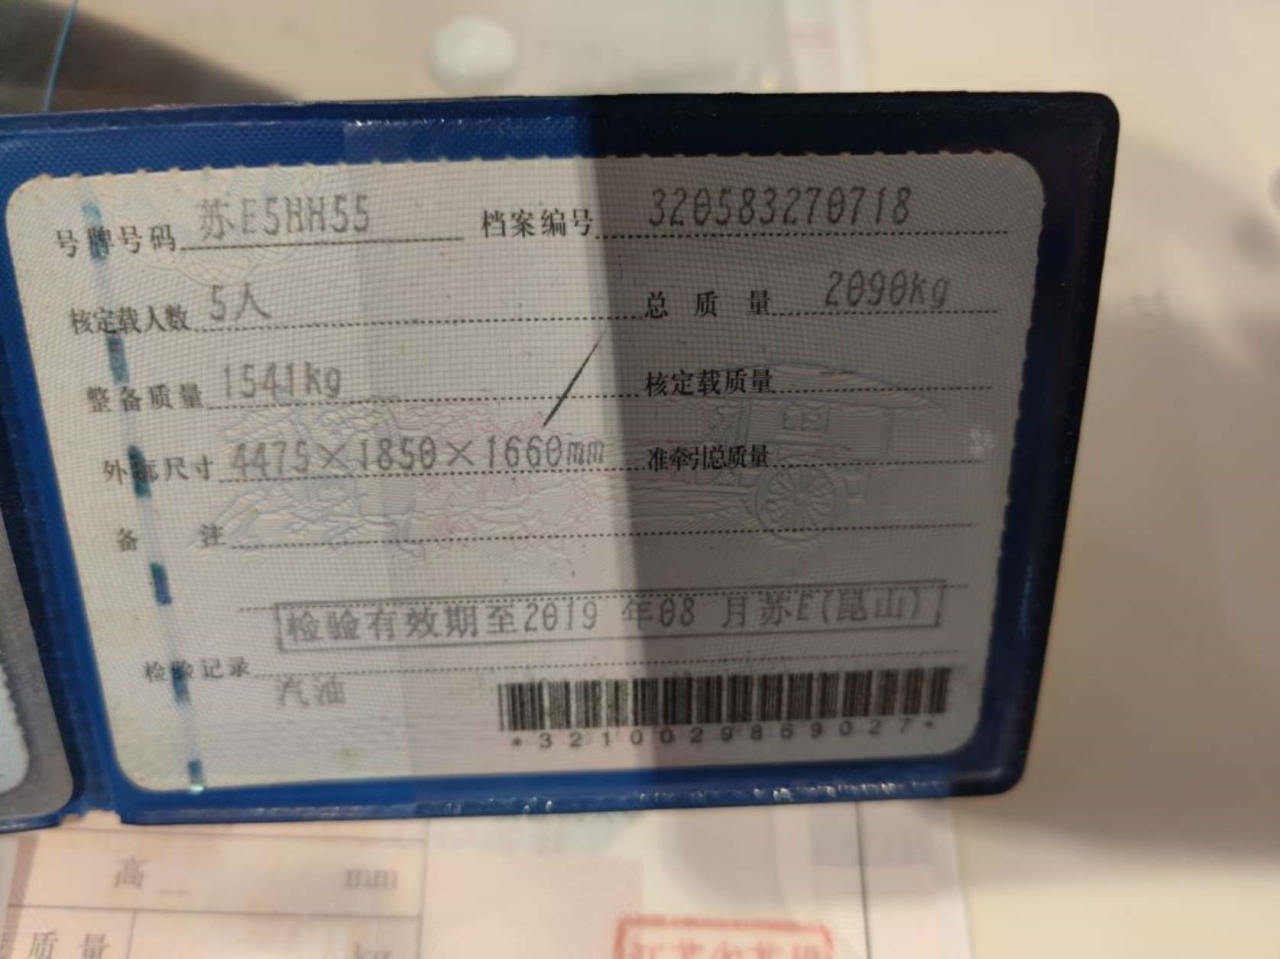 号牌号码 苏E5HH55 档案编号 320583270718
核定载人数 5人 总质量 2090kg
整备质量 1541kg 核定载质量
外廓尺寸 4475×1850×1660mm 准牵引总质量
备注
检验有效期至2019年08月苏E(昆山)
检验记录
汽油
*3210029869027*
高 mm
质量 kg